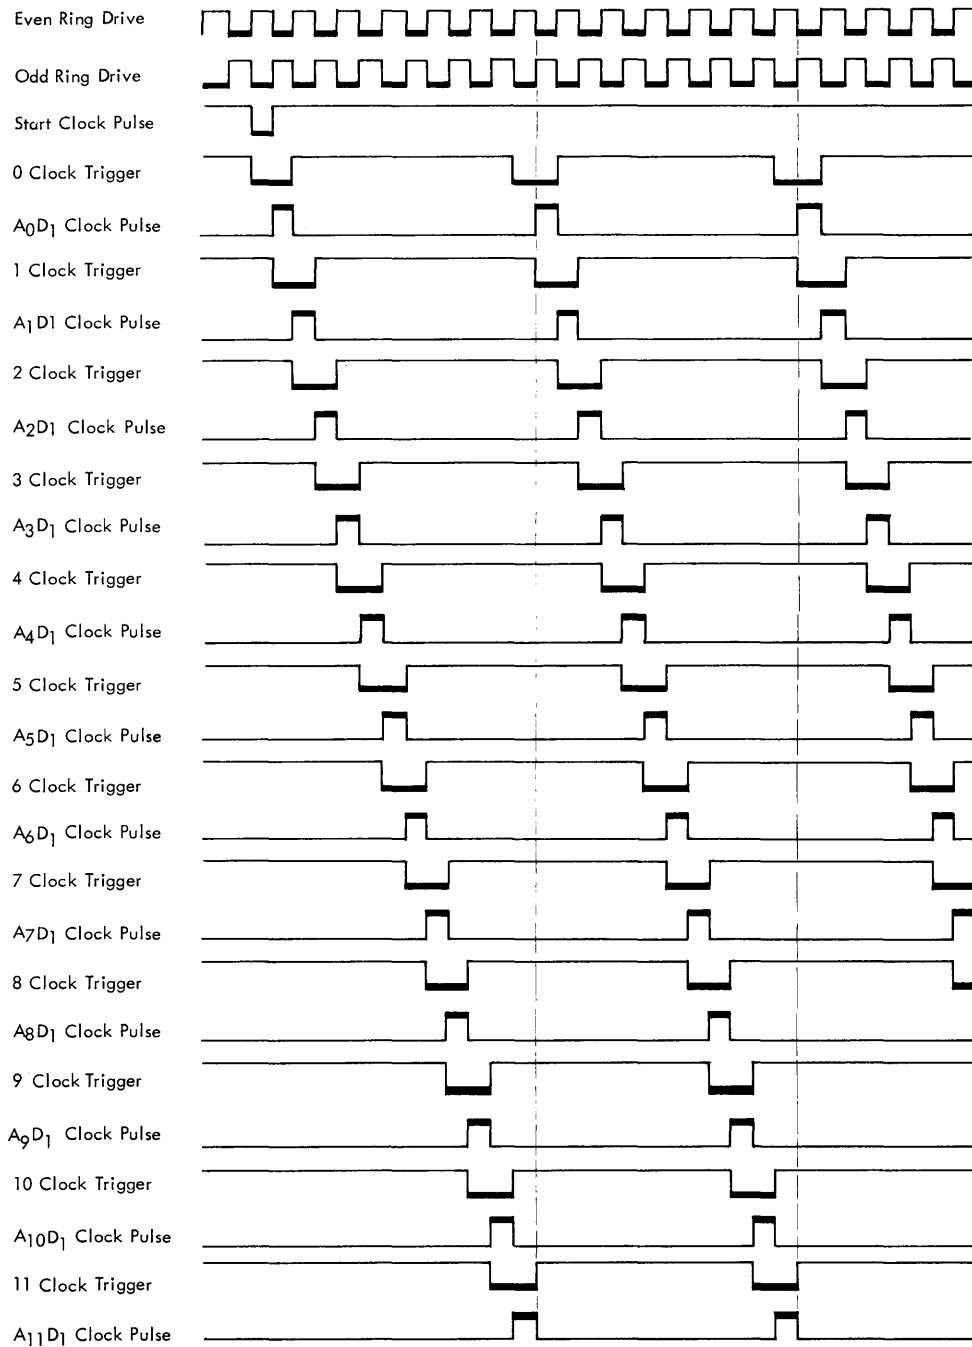 Even Ring Drive
Odd Ring Drive
Start Clock Pulse
0 Clock Trigger
A0D1 Clock Pulse
1 Clock Trigger
A1D1 Clock Pulse
2 Clock Trigger
A2D1 Clock Pulse
3 Clock Trigger
A3D1 Clock Pulse
4 Clock Trigger
A4D1 Clock Pulse
5 Clock Trigger
A5D1 Clock Pulse
6 Clock Trigger
A6D1 Clock Pulse
7 Clock Trigger
A7D1 Clock Pulse
8 Clock Trigger
A8D1 Clock Pulse
9 Clock Trigger
A9D1 Clock Pulse
10 Clock Trigger
A10D1 Clock Pulse
11 Clock Trigger
A11D1 Clock Pulse